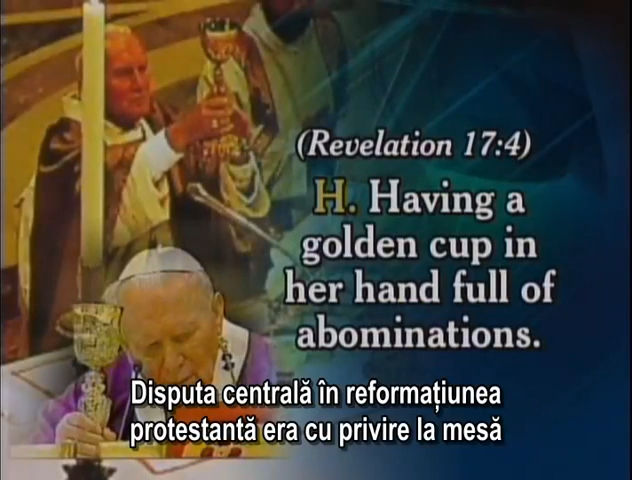 (Revelation 17:4)
H. Having a
golden cup in
her hand full of
abominations.
Disputa centrală în reformațiunea
protestantă era cu privire la mesă